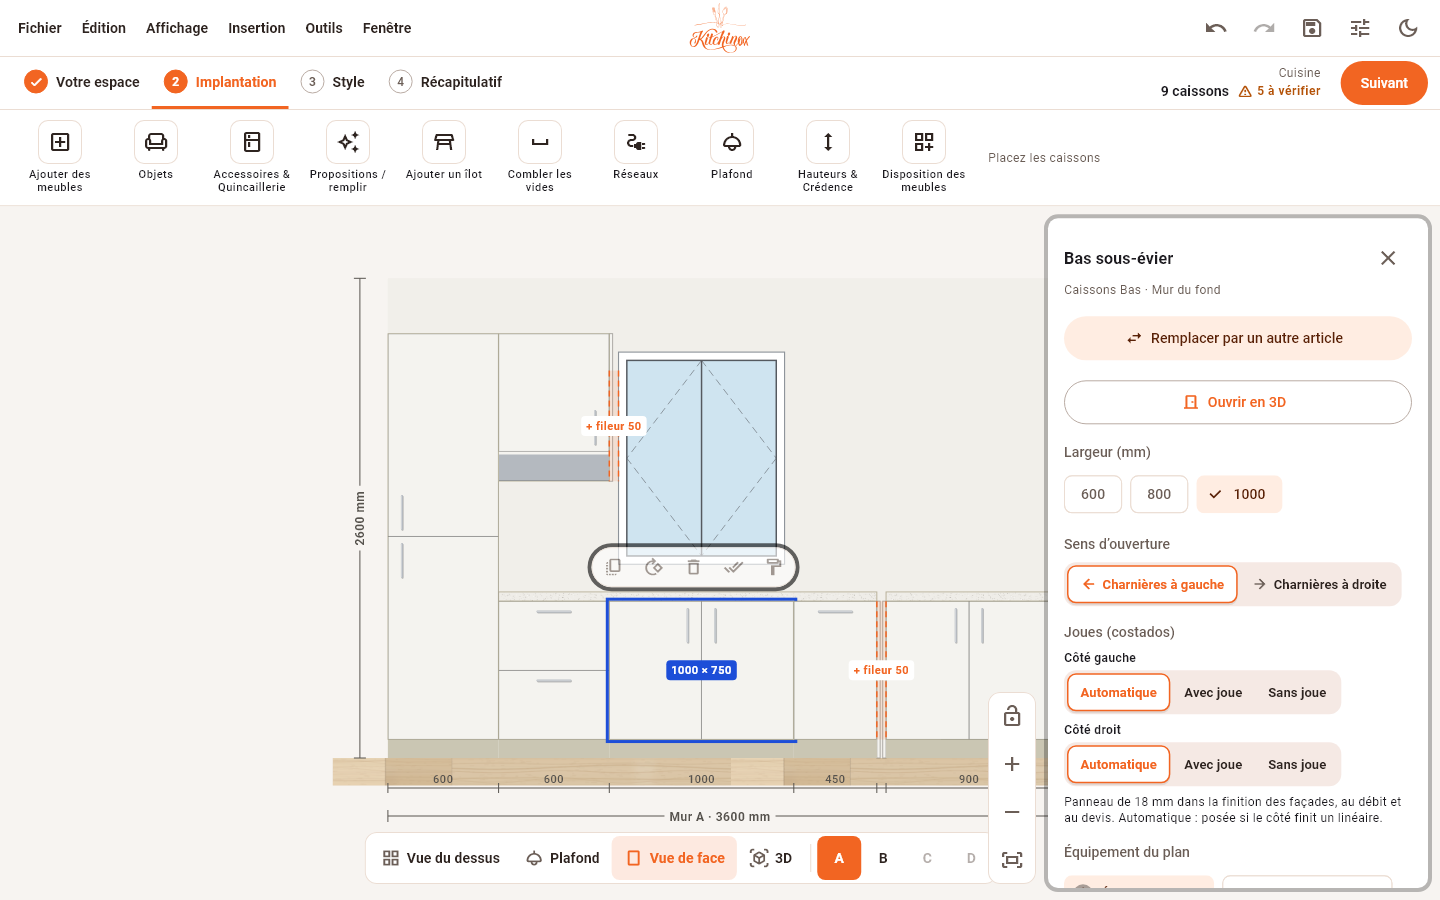 Fichier Édition Affichage Insertion Outils Fenêtre
Kitchinox
Votre espace 2 Implantation 3 Style 4 Récapitulatif
Cuisine
9 caissons 5 à vérifier
Suivant
Ajouter des meubles
Objets
Accessoires & Quincaillerie
Propositions / remplir
Ajouter un îlot
Combler les vides
Réseaux
Plafond
Hauteurs & Crédence
Disposition des meubles
Placez les caissons
2600 mm
+ fileur 50
1000 × 750
+ fileur 50
600 600 1000 450 900
Mur A · 3600 mm
Vue du dessus Plafond Vue de face 3D A B C D
Bas sous-évier
Caissons Bas · Mur du fond
Remplacer par un autre article
Ouvrir en 3D
Largeur (mm)
600 800 1000
Sens d’ouverture
Charnières à gauche Charnières à droite
Joues (costados)
Côté gauche
Automatique Avec joue Sans joue
Côté droit
Automatique Avec joue Sans joue
Panneau de 18 mm dans la finition des façades, au débit et
au devis. Automatique : posée si le côté finit un linéaire.
Équipement du plan